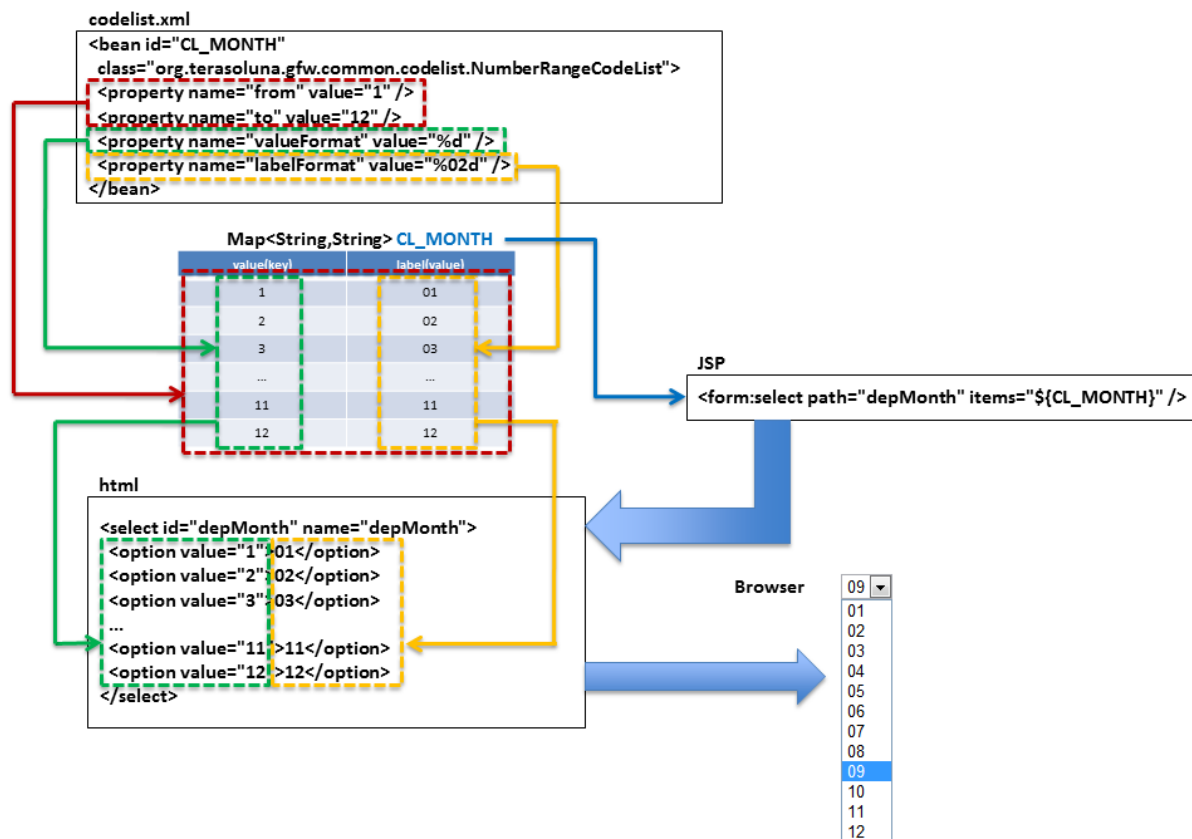 codelist.xml
<bean id="CL_MONTH"
class="org.terasoluna.gfw.common.codelist.NumberRangeCodeList">
<property name="from" value="1" />
<property name="to" value="12" />
<property name="valueFormat" value="%d" />
<property name="labelFormat" value="%02d" />
</bean>
Map<String,String> CL_MONTH
value(key) label(value)
1 01
2 02
3 03
... ...
11 11
12 12
JSP
<form:select path="depMonth" items="${CL_MONTH}" />
html
<select id="depMonth" name="depMonth">
<option value="1">01</option>
<option value="2">02</option>
<option value="3">03</option>
...
<option value="11">11</option>
<option value="12">12</option>
</select>
Browser
09
01
02
03
04
05
06
07
08
09
10
11
12